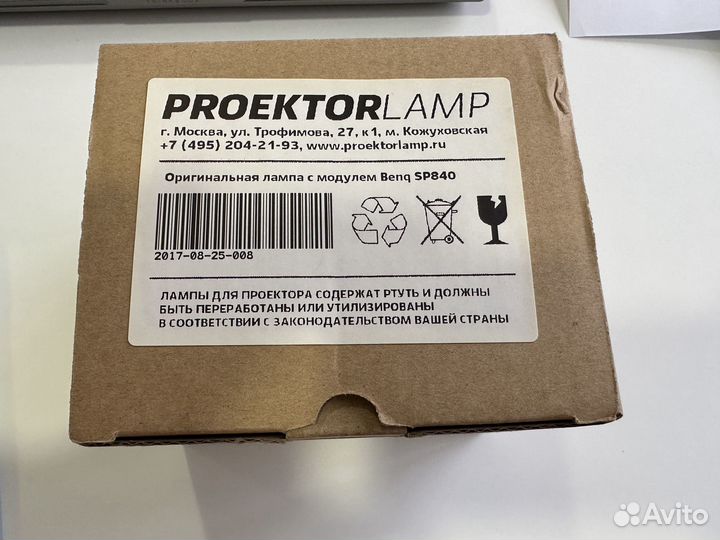 PROEKTORLAMP
г. Москва, ул. Трофимова, 27, к1, м. Кожуховская
+7 (495) 204-21-93, www.proektorlamp.ru
Оригинальная лампа с модулем Benq SP840
2017-08-25-008
ЛАМПЫ ДЛЯ ПРОЕКТОРА СОДЕРЖАТ РТУТЬ И ДОЛЖНЫ
БЫТЬ ПЕРЕРАБОТАНЫ ИЛИ УТИЛИЗИРОВАНЫ
В СООТВЕТСТВИИ С ЗАКОНОДАТЕЛЬСТВОМ ВАШЕЙ СТРАНЫ
Avito